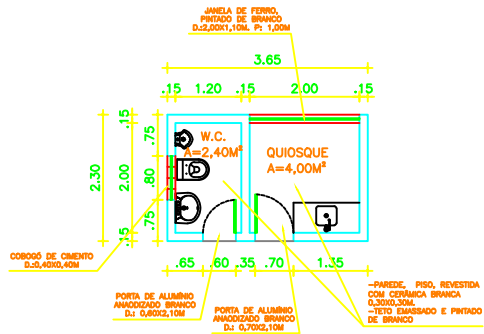 JANELA DE FERRO,
PINTADO DE BRANCO
D.:2,00X1,10M. P: 1,00M
3.65
.15 1.20 .15 2.00 .15
.15
.75
.80
.75
.15
2.00
2.30
W.C.
A=2,40M²
QUIOSQUE
A=4,00M²
COBOGÓ DE CIMENTO
D.:0,40X0,40M
.65 .60 .35 .70 1.35
PORTA DE ALUMÍNIO
ANAODIZADO BRANCO
D.: 0,60X2,10M
PORTA DE ALUMÍNIO
ANAODIZADO BRANCO
D.: 0,70X2,10M
-PAREDE, PISO, REVESTIDA
COM CERÂMICA BRANCA
0,30X0,30M.
-TETO EMASSADO E PINTADO
DE BRANCO